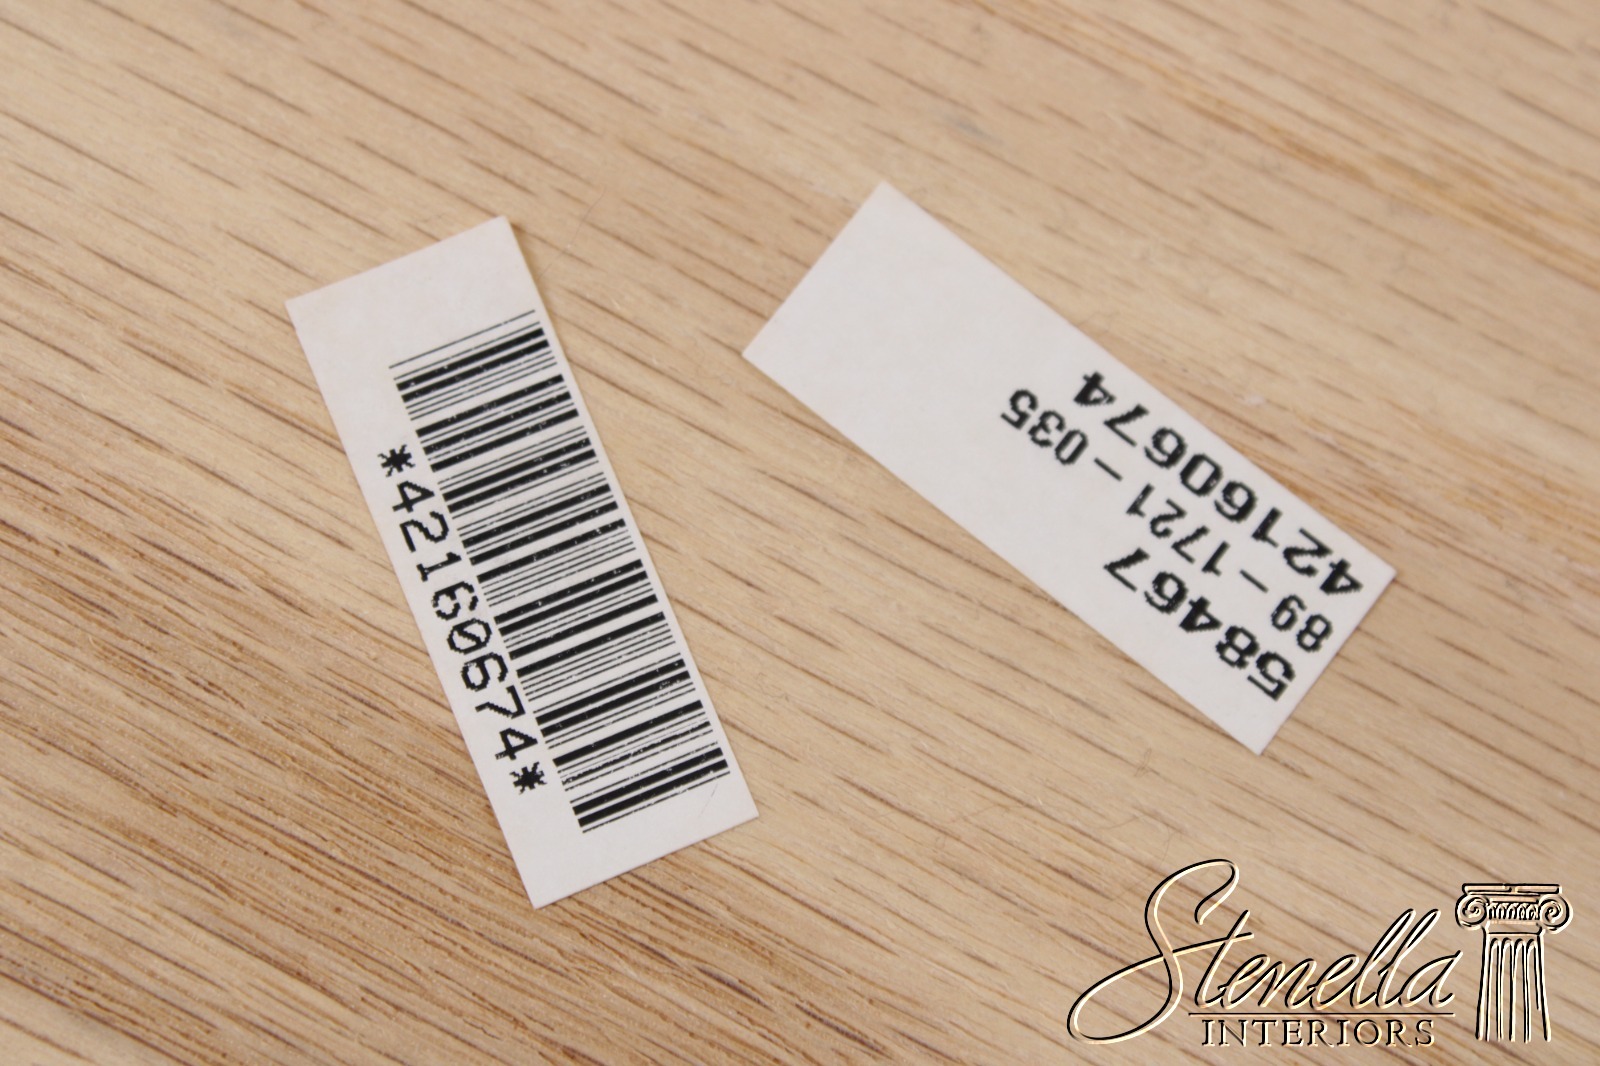 *42160674*
584467
89-1721-035
42160674
Stenella
INTERIORS